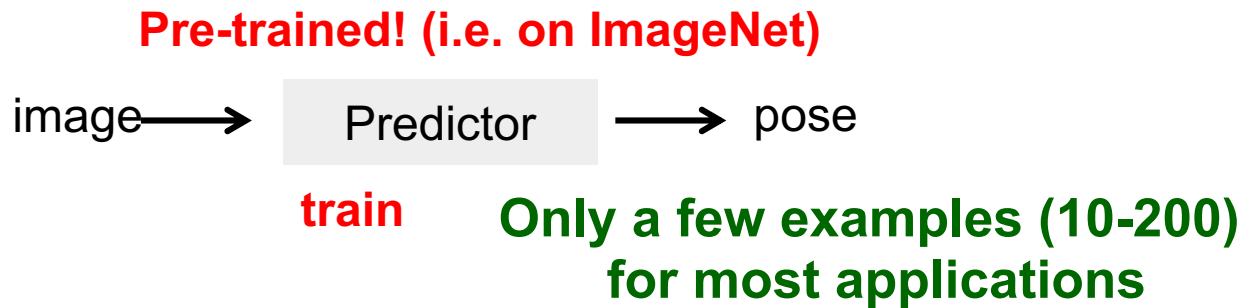 Pre-trained! (i.e. on ImageNet)
image Predictor pose
train
Only a few examples (10-200)
for most applications